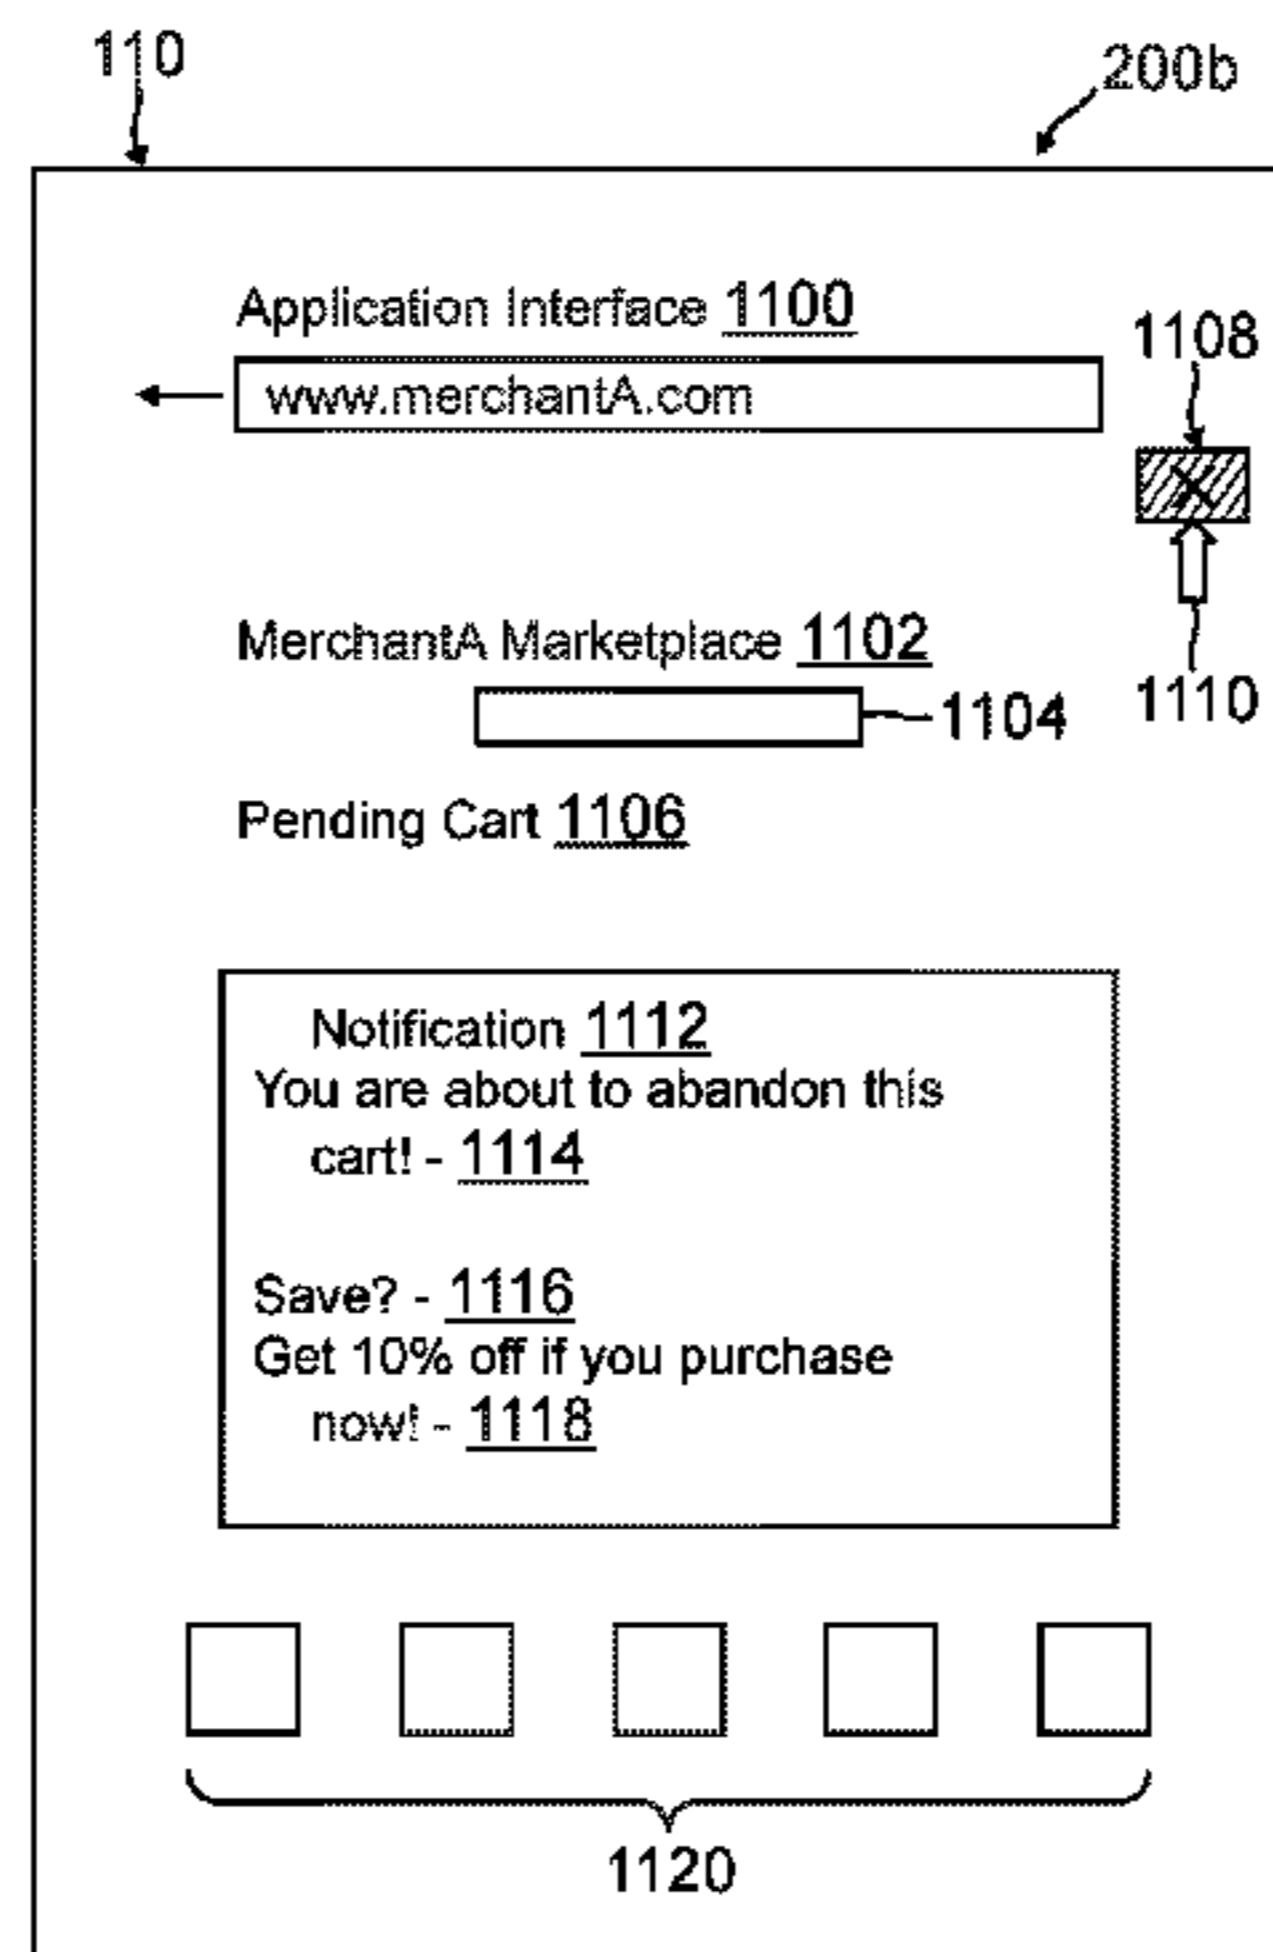 110
200b
Application Interface 1100
www.merchantA.com
1108
MerchantA Marketplace 1102
1110
1104
Pending Cart 1106
Notification 1112
You are about to abandon this
cart! - 1114
Save? - 1116
Get 10% off if you purchase
now! - 1118
1120